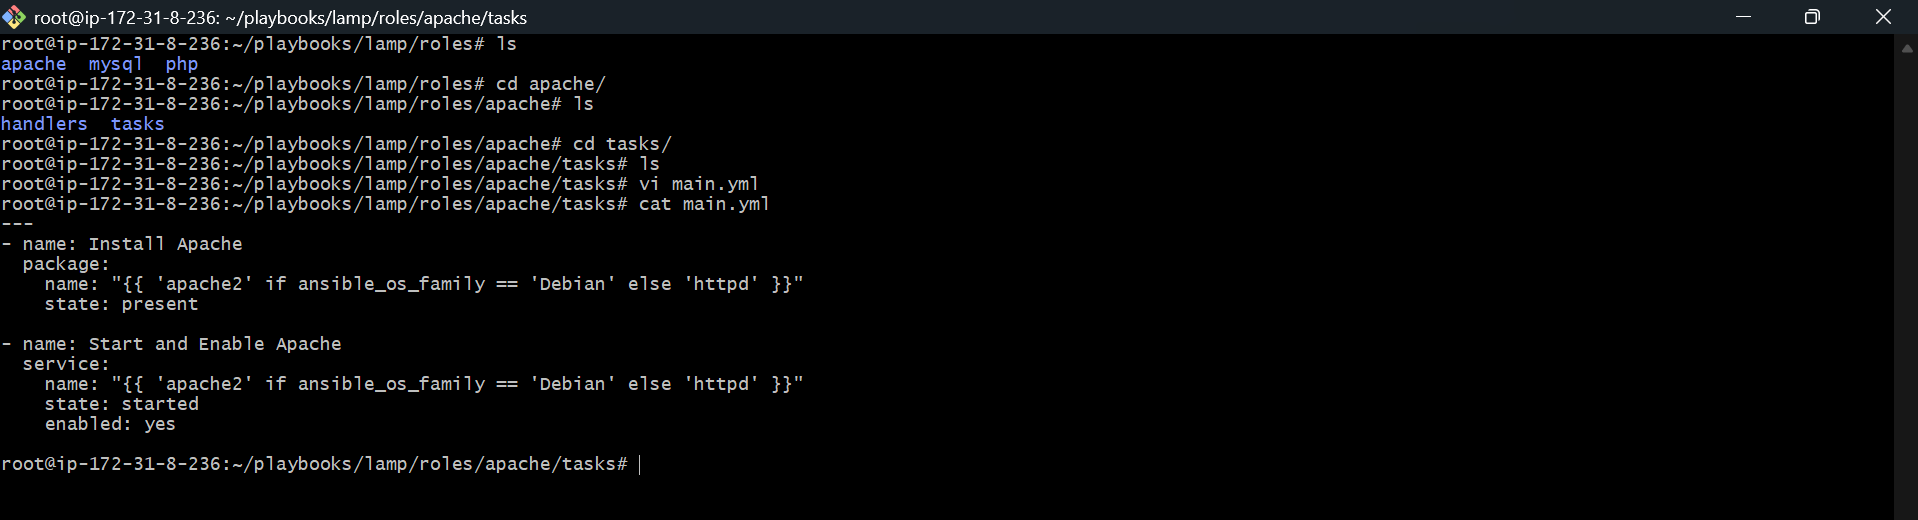 root@ip-172-31-8-236: ~/playbooks/lamp/roles/apache/tasks
root@ip-172-31-8-236:~/playbooks/lamp/roles# ls
apache  mysql  php
root@ip-172-31-8-236:~/playbooks/lamp/roles# cd apache/
root@ip-172-31-8-236:~/playbooks/lamp/roles/apache# ls
handlers  tasks
root@ip-172-31-8-236:~/playbooks/lamp/roles/apache# cd tasks/
root@ip-172-31-8-236:~/playbooks/lamp/roles/apache/tasks# ls
root@ip-172-31-8-236:~/playbooks/lamp/roles/apache/tasks# vi main.yml
root@ip-172-31-8-236:~/playbooks/lamp/roles/apache/tasks# cat main.yml
---
- name: Install Apache
  package:
    name: "{{ 'apache2' if ansible_os_family == 'Debian' else 'httpd' }}"
    state: present

- name: Start and Enable Apache
  service:
    name: "{{ 'apache2' if ansible_os_family == 'Debian' else 'httpd' }}"
    state: started
    enabled: yes

root@ip-172-31-8-236:~/playbooks/lamp/roles/apache/tasks#